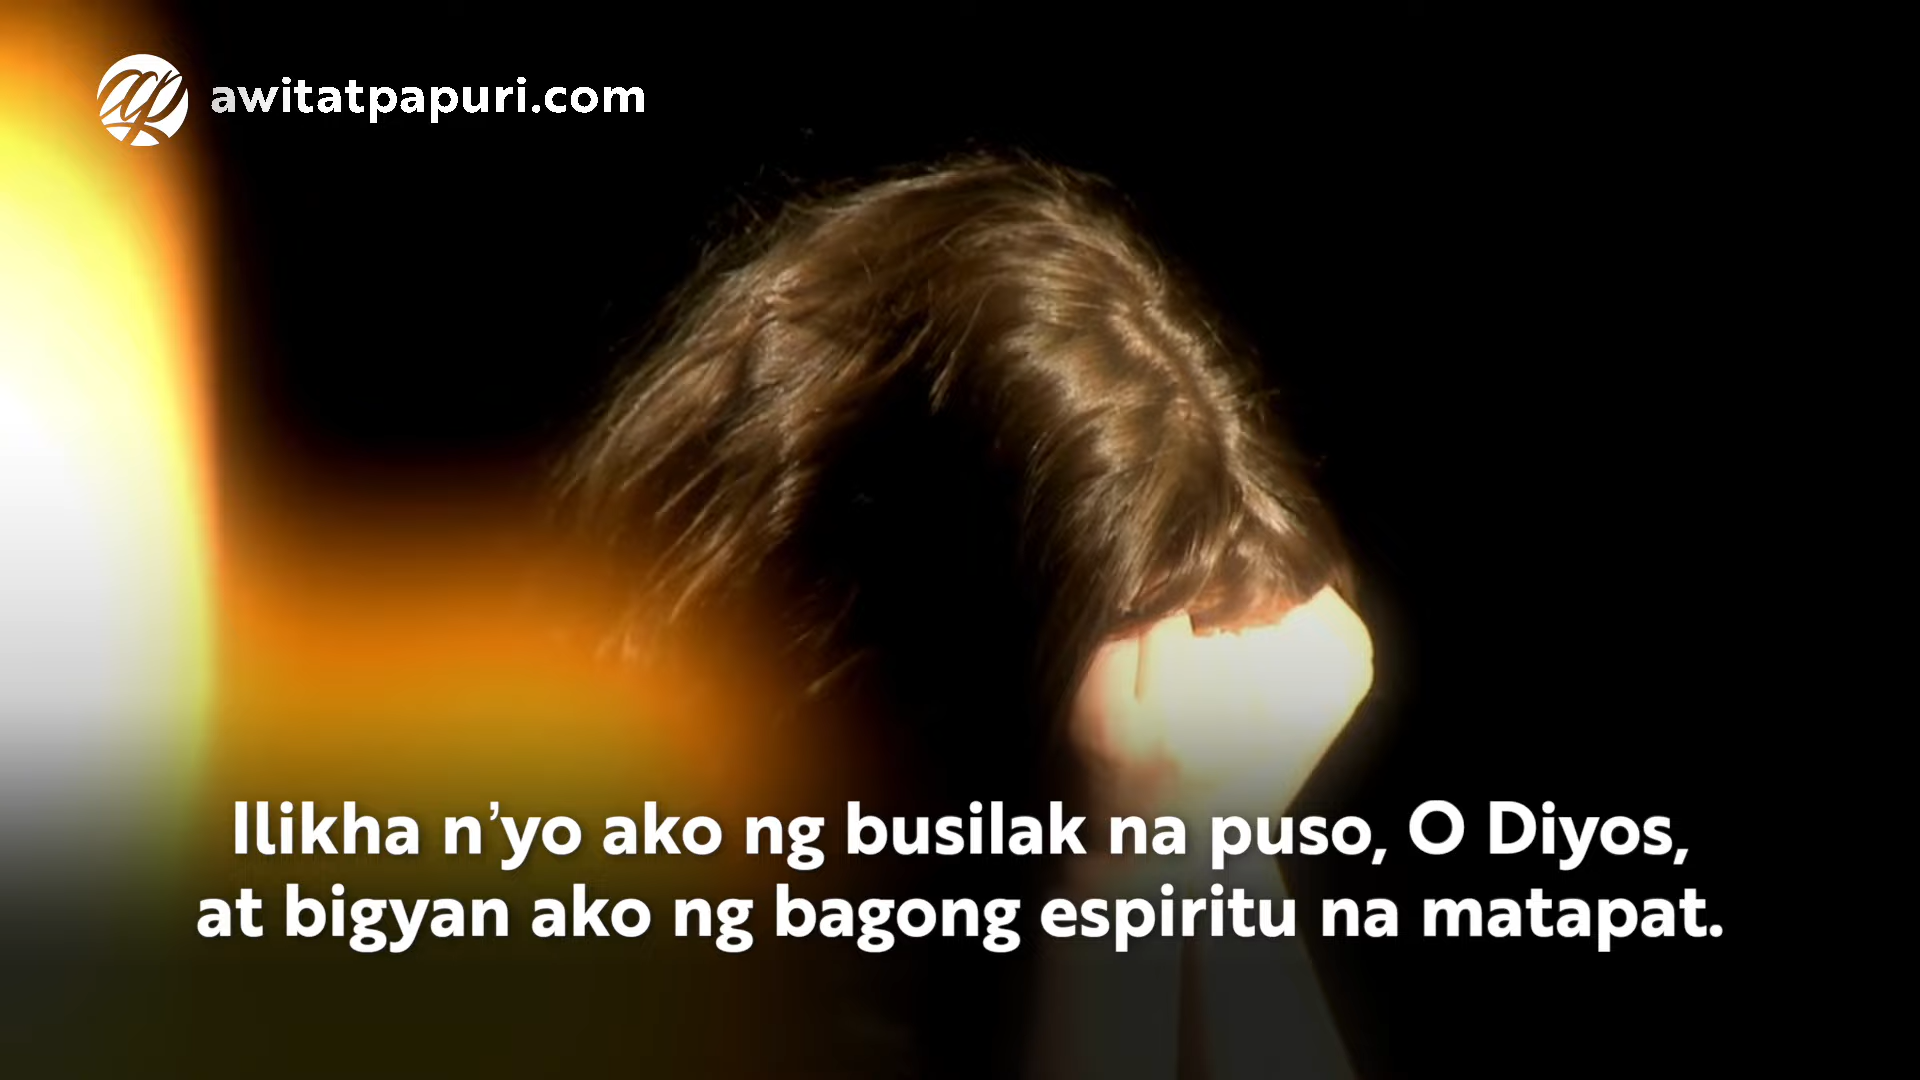 awitatpapuri.com
Ilikha n’yo ako ng busilak na puso, O Diyos,
at bigyan ako ng bagong espiritu na matapat.